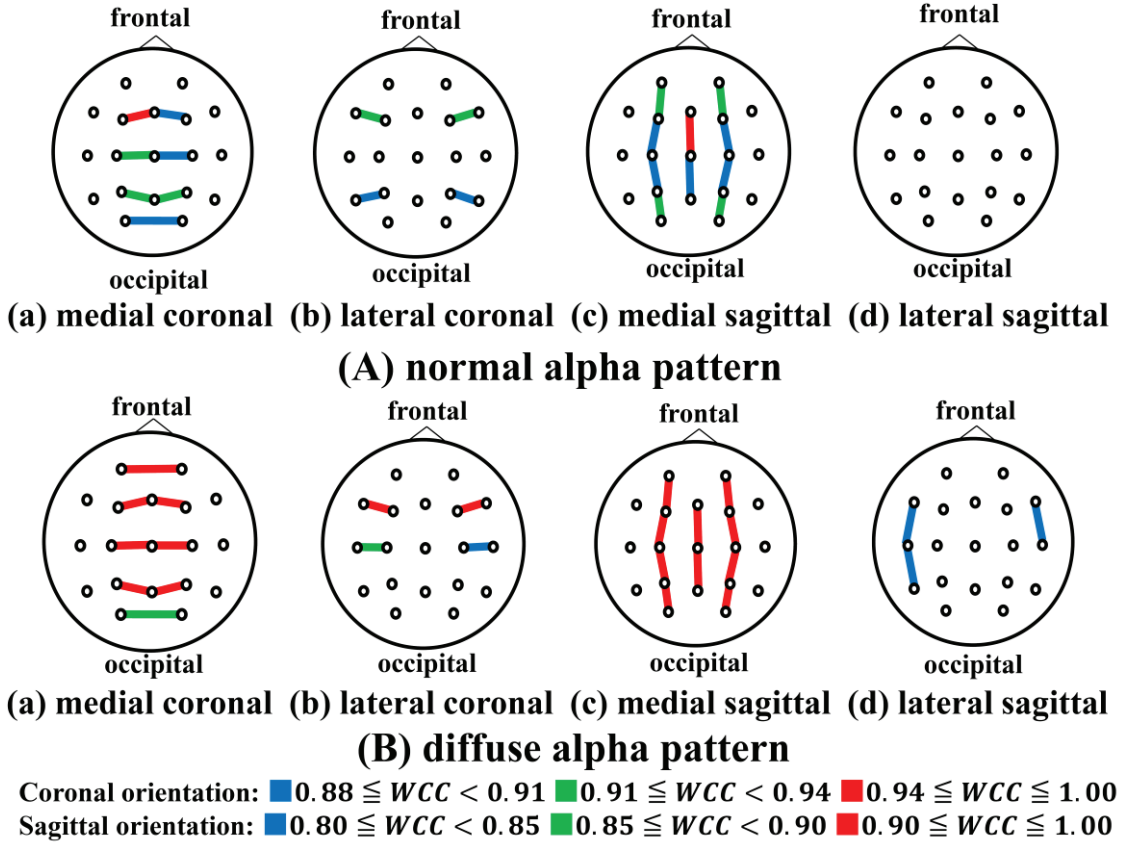 frontal frontal frontal frontal
occipital occipital occipital occipital
(a) medial coronal (b) lateral coronal (c) medial sagittal (d) lateral sagittal
(A) normal alpha pattern
frontal frontal frontal frontal
occipital occipital occipital occipital
(a) medial coronal (b) lateral coronal (c) medial sagittal (d) lateral sagittal
(B) diffuse alpha pattern
Coronal orientation: 0.88 ≦ WCC < 0.91 0.91 ≦ WCC < 0.94 0.94 ≦ WCC ≦ 1.00
Sagittal orientation: 0.80 ≦ WCC < 0.85 0.85 ≦ WCC < 0.90 0.90 ≦ WCC ≦ 1.00